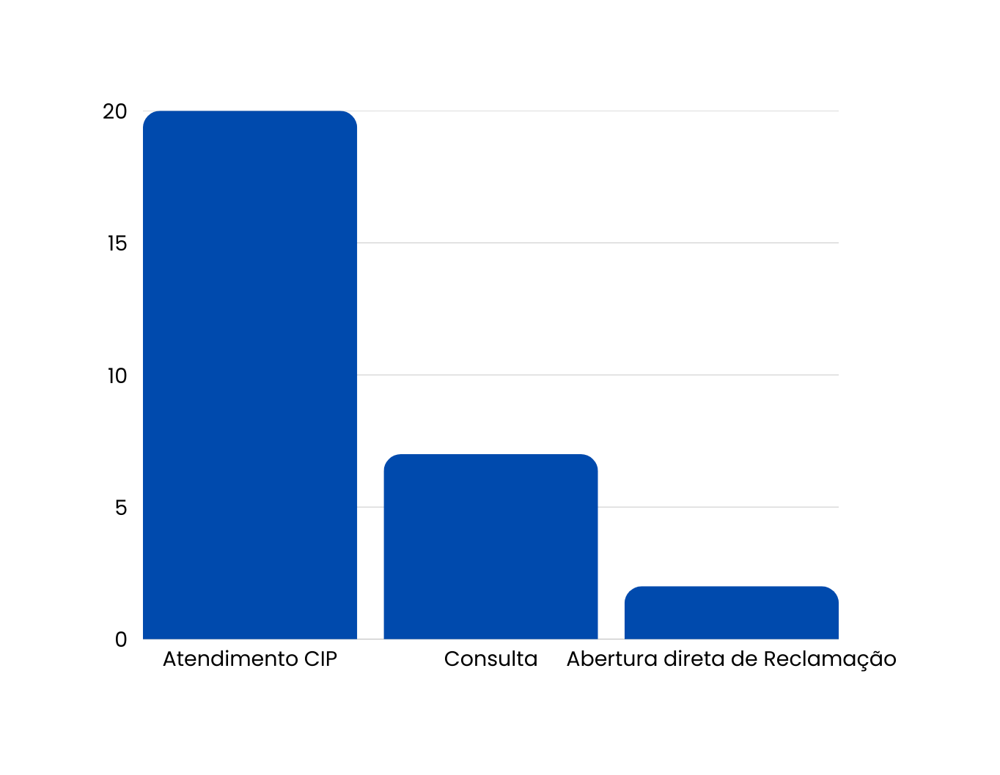 20
15
10
5
0
Atendimento CIP
Consulta
Abertura direta de Reclamação